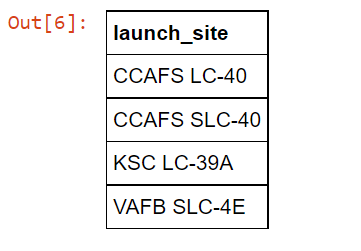 Out[6]:
launch_site
CCAFS LC-40
CCAFS SLC-40
KSC LC-39A
VAFB SLC-4E